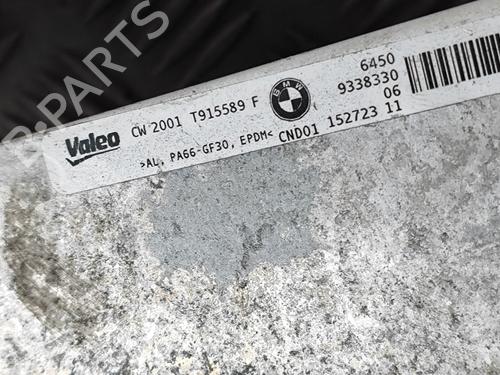 Valeo CW 2001 T915589 F BMW 6450
9338330
06
>AL, PA66-GF30, EPDM< CND01 152723 11
B-PARTS